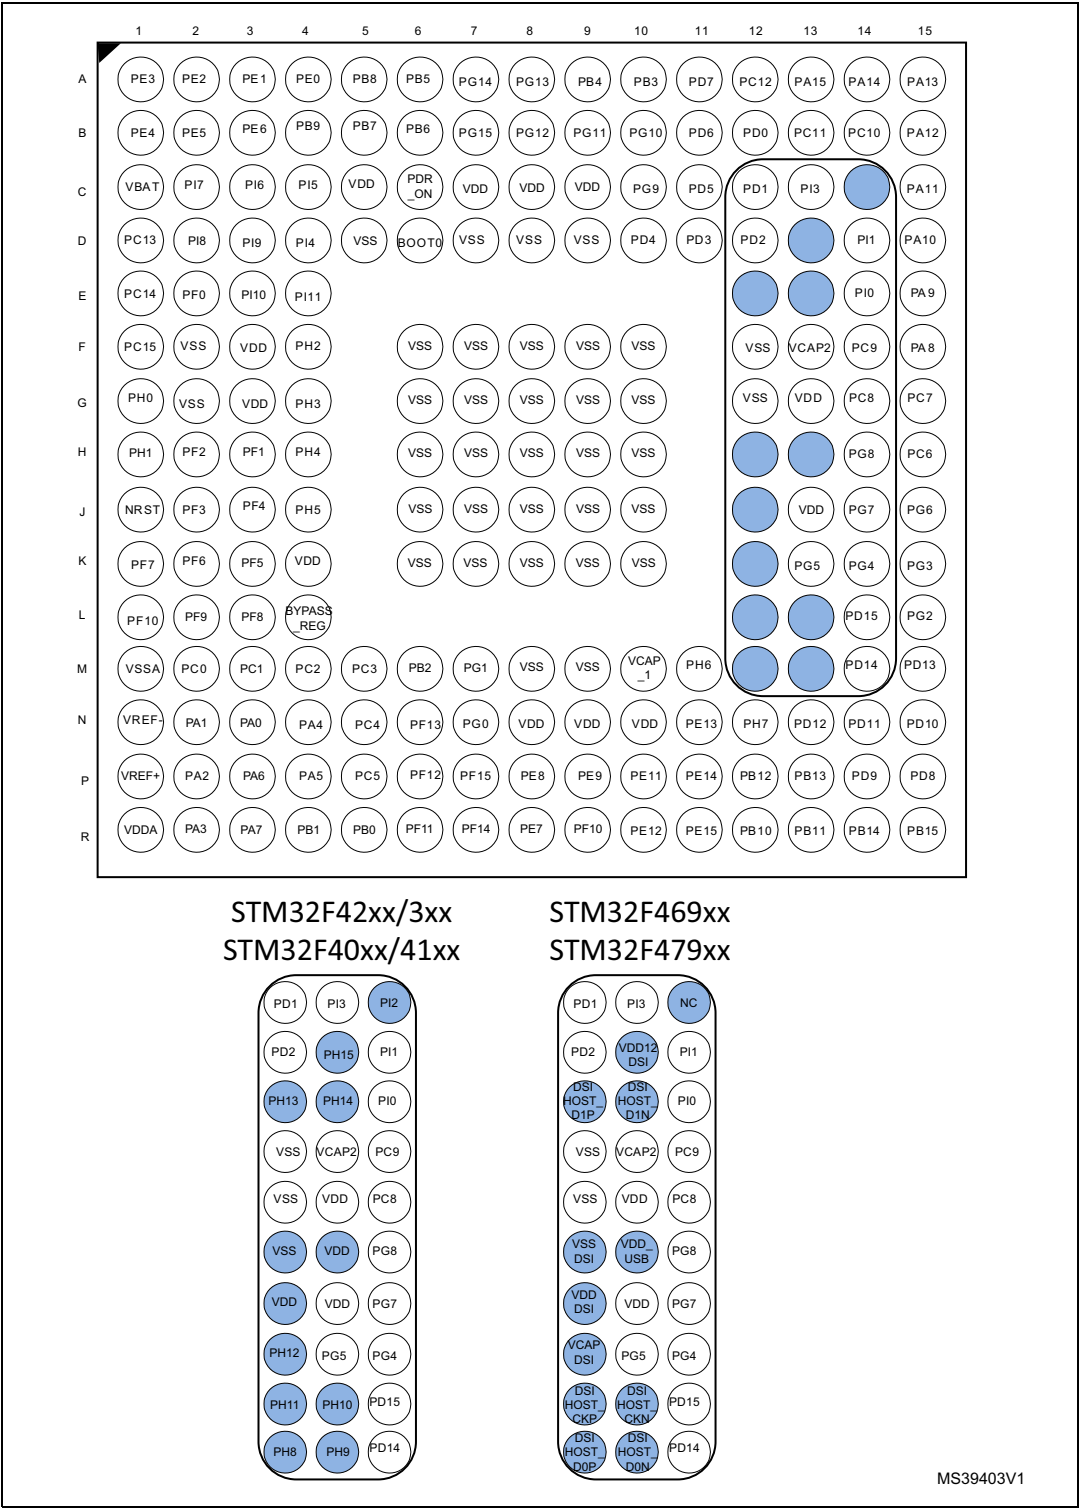 1 2 3 4 5 6 7 8 9 10 11 12 13 14 15
A PE3 PE2 PE1 PE0 PB8 PB5 PG14 PG13 PB4 PB3 PD7 PC12 PA15 PA14 PA13
B PE4 PE5 PE6 PB9 PB7 PB6 PG15 PG12 PG11 PG10 PD6 PD0 PC11 PC10 PA12
C VBAT PI7 PI6 PI5 VDD PDR_ON VDD VDD VDD PG9 PD5 PD1 PI3 PA11
D PC13 PI8 PI9 PI4 VSS BOOT0 VSS VSS VSS PD4 PD3 PD2 PI1 PA10
E PC14 PF0 PI10 PI11 PI0 PA9
F PC15 VSS VDD PH2 VSS VSS VSS VSS VSS VSS VCAP2 PC9 PA8
G PH0 VSS VDD PH3 VSS VSS VSS VSS VSS VSS VDD PC8 PC7
H PH1 PF2 PF1 PH4 VSS VSS VSS VSS VSS PG8 PC6
J NRST PF3 PF4 PH5 VSS VSS VSS VSS VSS VDD PG7 PG6
K PF7 PF6 PF5 VDD VSS VSS VSS VSS VSS PG5 PG4 PG3
L PF10 PF9 PF8 BYPASS_REG PD15 PG2
M VSSA PC0 PC1 PC2 PC3 PB2 PG1 VSS VSS VCAP_1 PH6 PD14 PD13
N VREF- PA1 PA0 PA4 PC4 PF13 PG0 VDD VDD VDD PE13 PH7 PD12 PD11 PD10
P VREF+ PA2 PA6 PA5 PC5 PF12 PF15 PE8 PE9 PE11 PE14 PB12 PB13 PD9 PD8
R VDDA PA3 PA7 PB1 PB0 PF11 PF14 PE7 PF10 PE12 PE15 PB10 PB11 PB14 PB15
STM32F42xx/3xx
STM32F40xx/41xx
PD1 PI3 PI2
PD2 PH15 PI1
PH13 PH14 PI0
VSS VCAP2 PC9
VSS VDD PC8
VSS VDD PG8
VDD VDD PG7
PH12 PG5 PG4
PH11 PH10 PD15
PH8 PH9 PD14
STM32F469xx
STM32F479xx
PD1 PI3 NC
PD2 VDD12 DSI PI1
DSI HOST_ D1P DSI HOST_ D1N PI0
VSS VCAP2 PC9
VSS VDD PC8
VSS DSI VDD_ USB PG8
VDD DSI VDD PG7
VCAP DSI PG5 PG4
DSI HOST_ CKP DSI HOST_ CKN PD15
DSI HOST_ D0P DSI HOST_ D0N PD14
MS39403V1